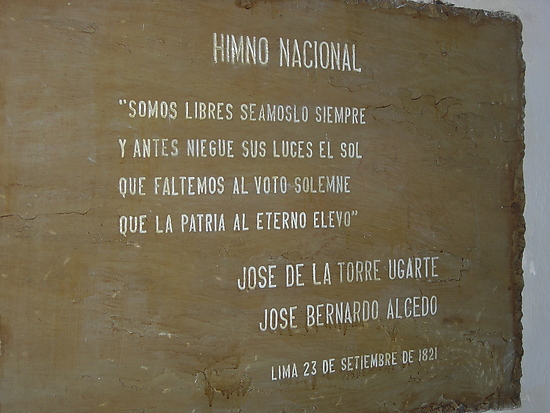 HIMNO NACIONAL
"SOMOS LIBRES SEAMOSLO SIEMPRE
Y ANTES NIEGUE SUS LUCES EL SOL
QUE FALTEMOS AL VOTO SOLEMNE
QUE LA PATRIA AL ETERNO ELEVO"
JOSE DE LA TORRE UGARTE
JOSE BERNARDO ALCEDO
LIMA 23 DE SETIEMBRE DE 1821